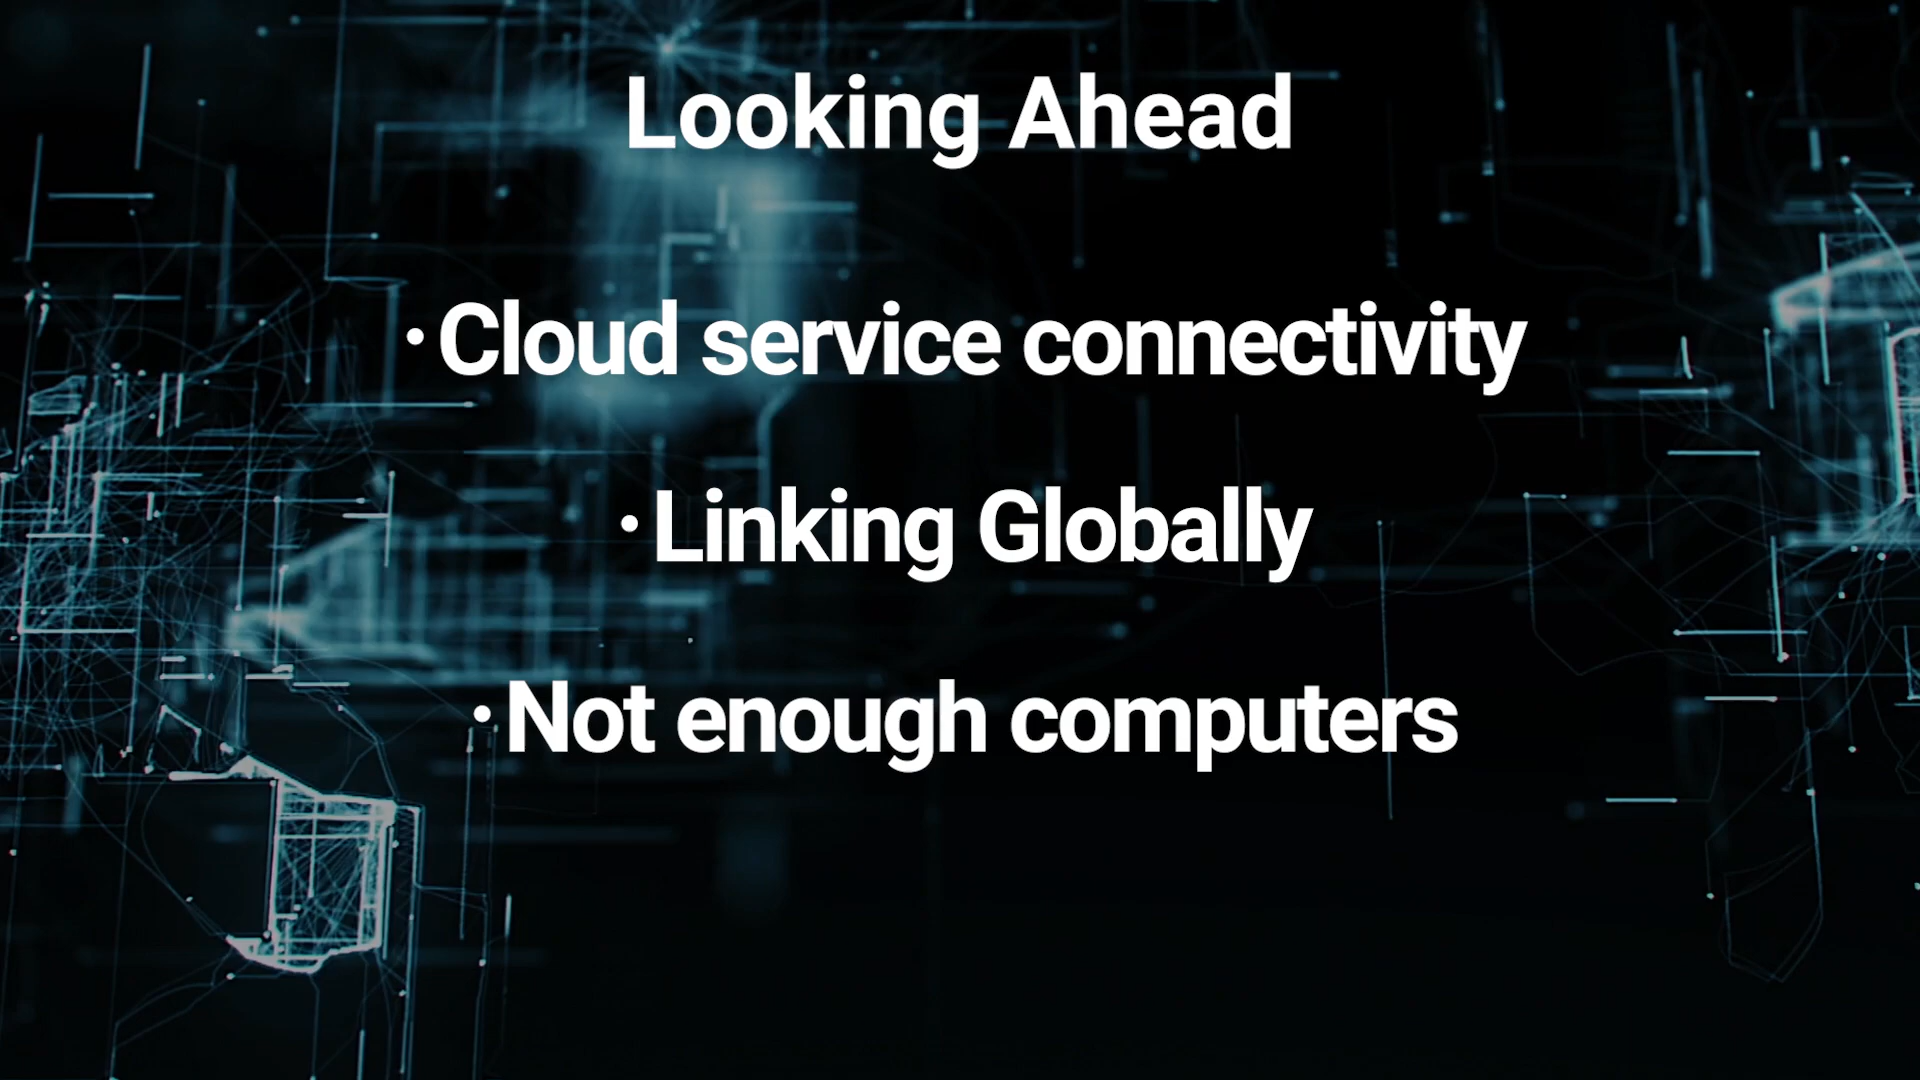 Looking Ahead
• Cloud service connectivity
• Linking Globally
• Not enough computers